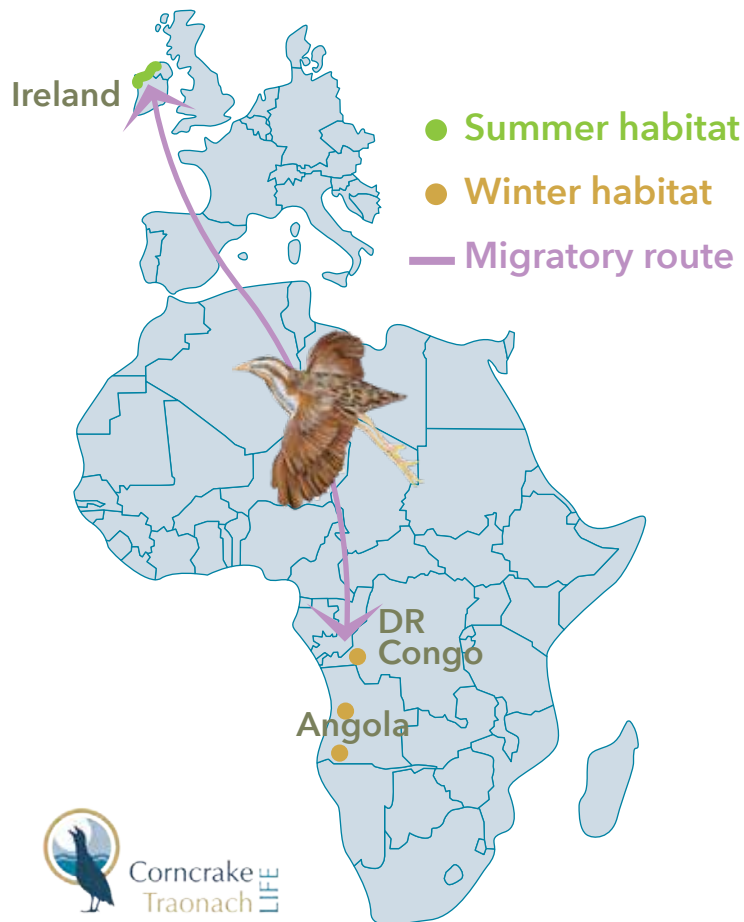 Ireland
Summer habitat
Winter habitat
Migratory route
DR
Congo
Angola
Corncrake
Traonach
LIFE